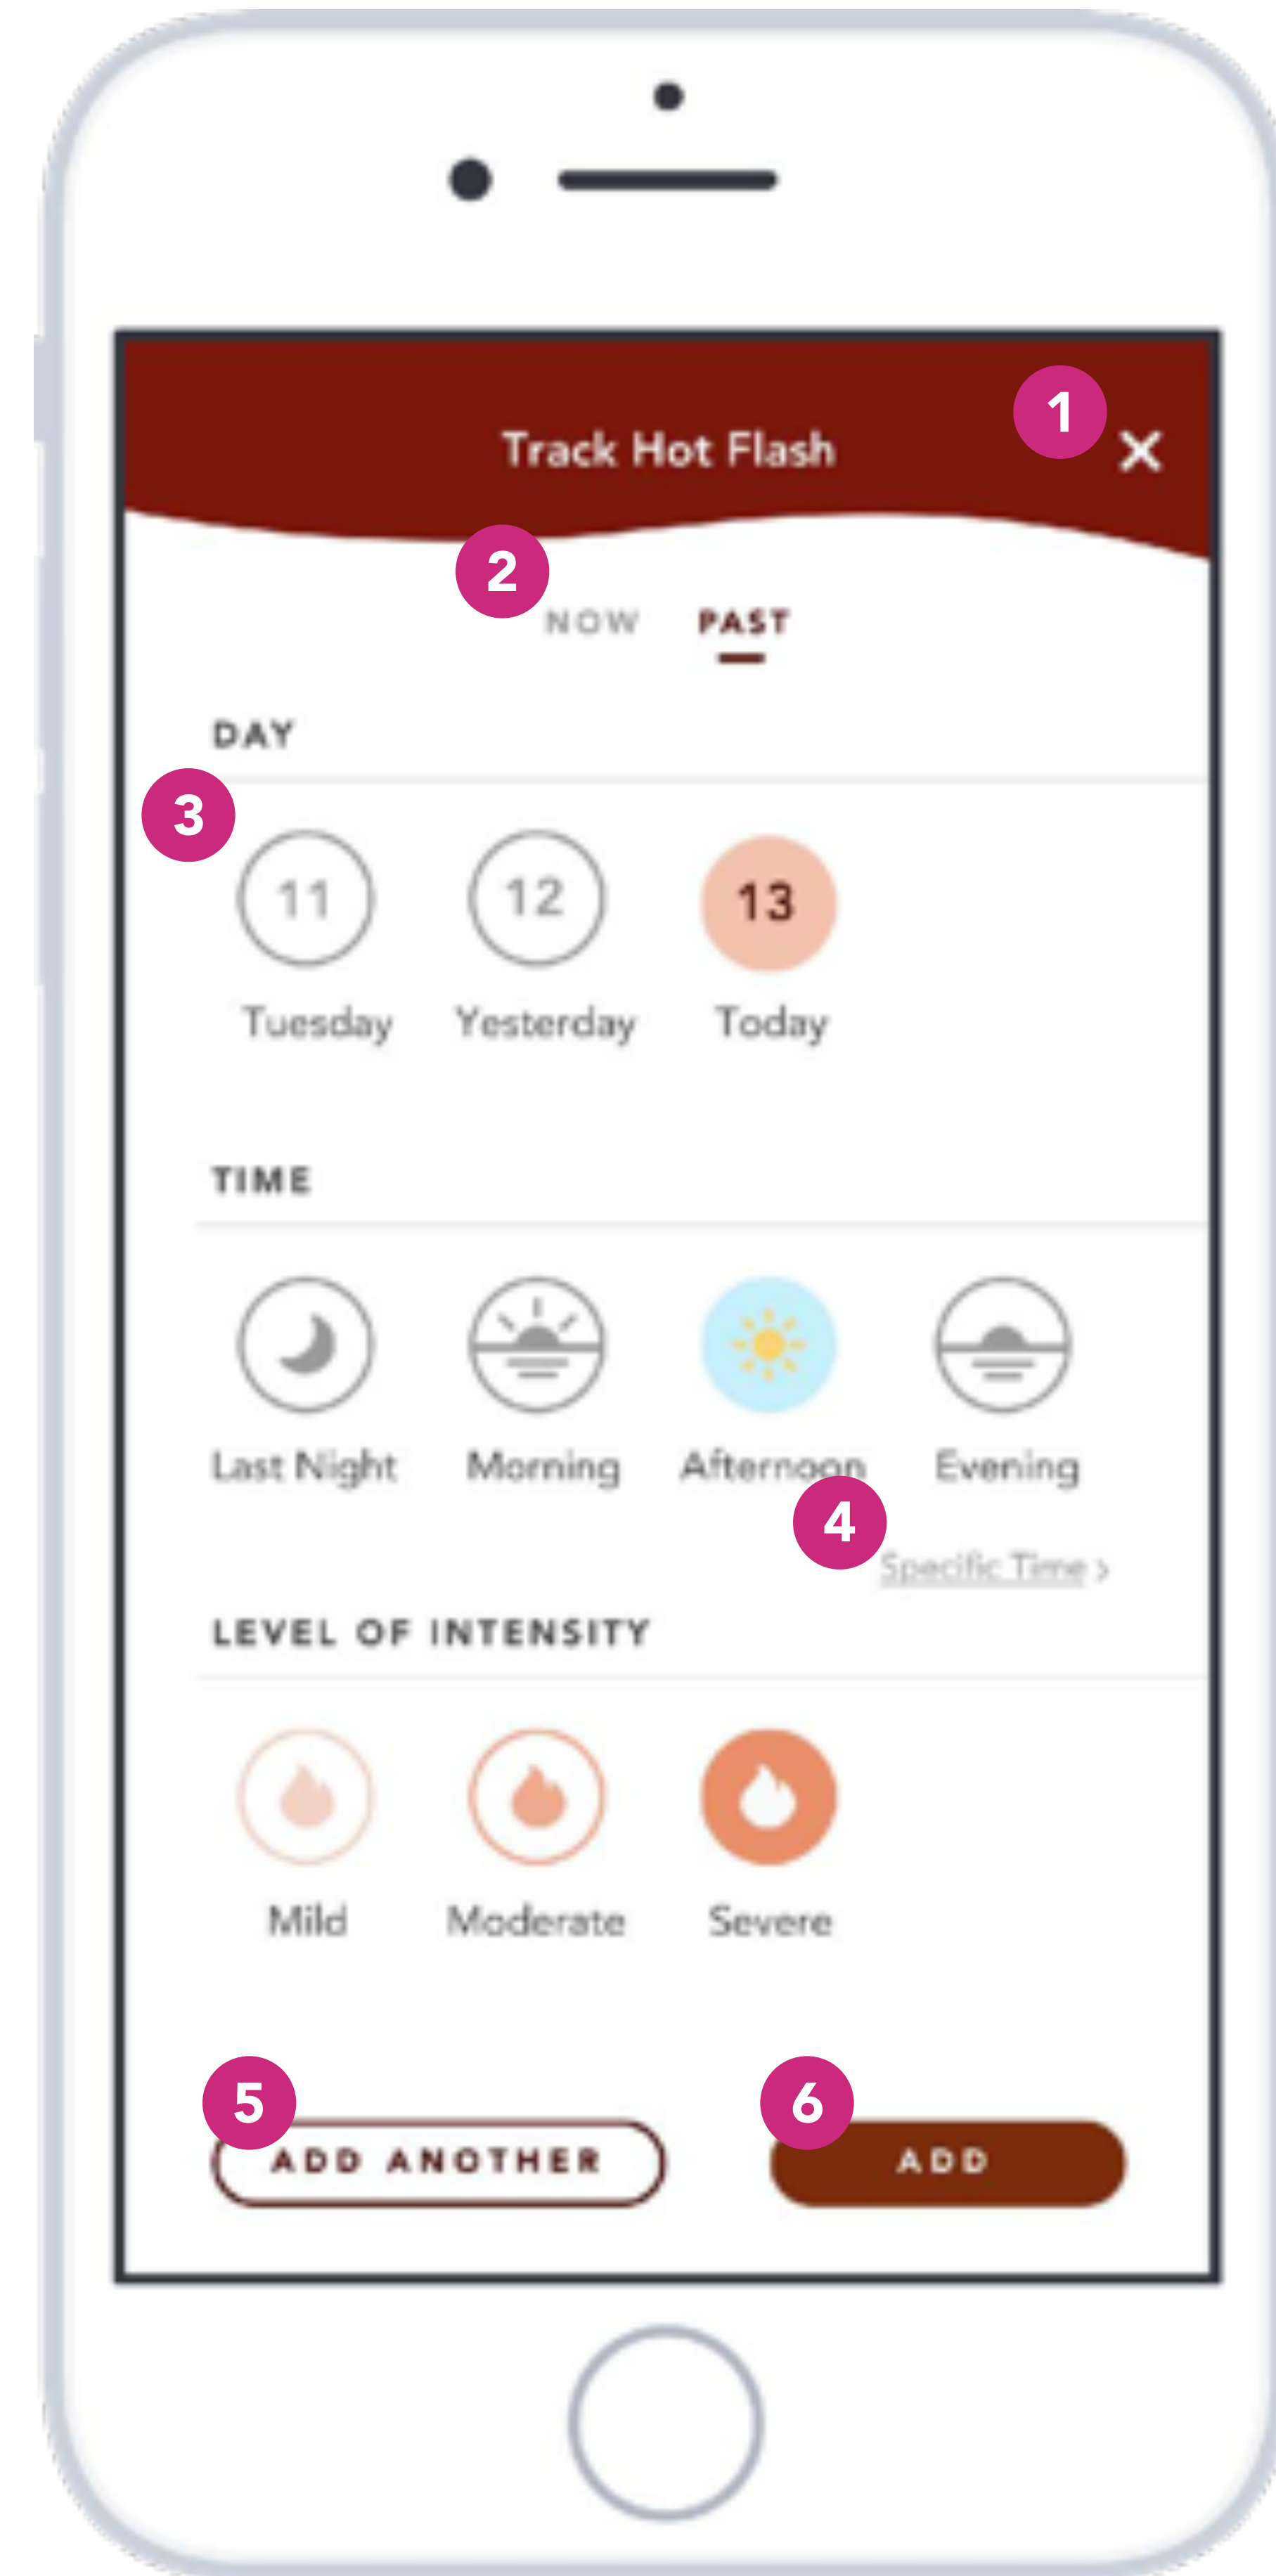 1
Track Hot Flash
2
NOW PAST
DAY
3
11 12 13
Tuesday Yesterday Today
TIME
Last Night Morning Afternoon Evening
4
Specific Time >
LEVEL OF INTENSITY
Mild Moderate Severe
5 6
ADD ANOTHER ADD